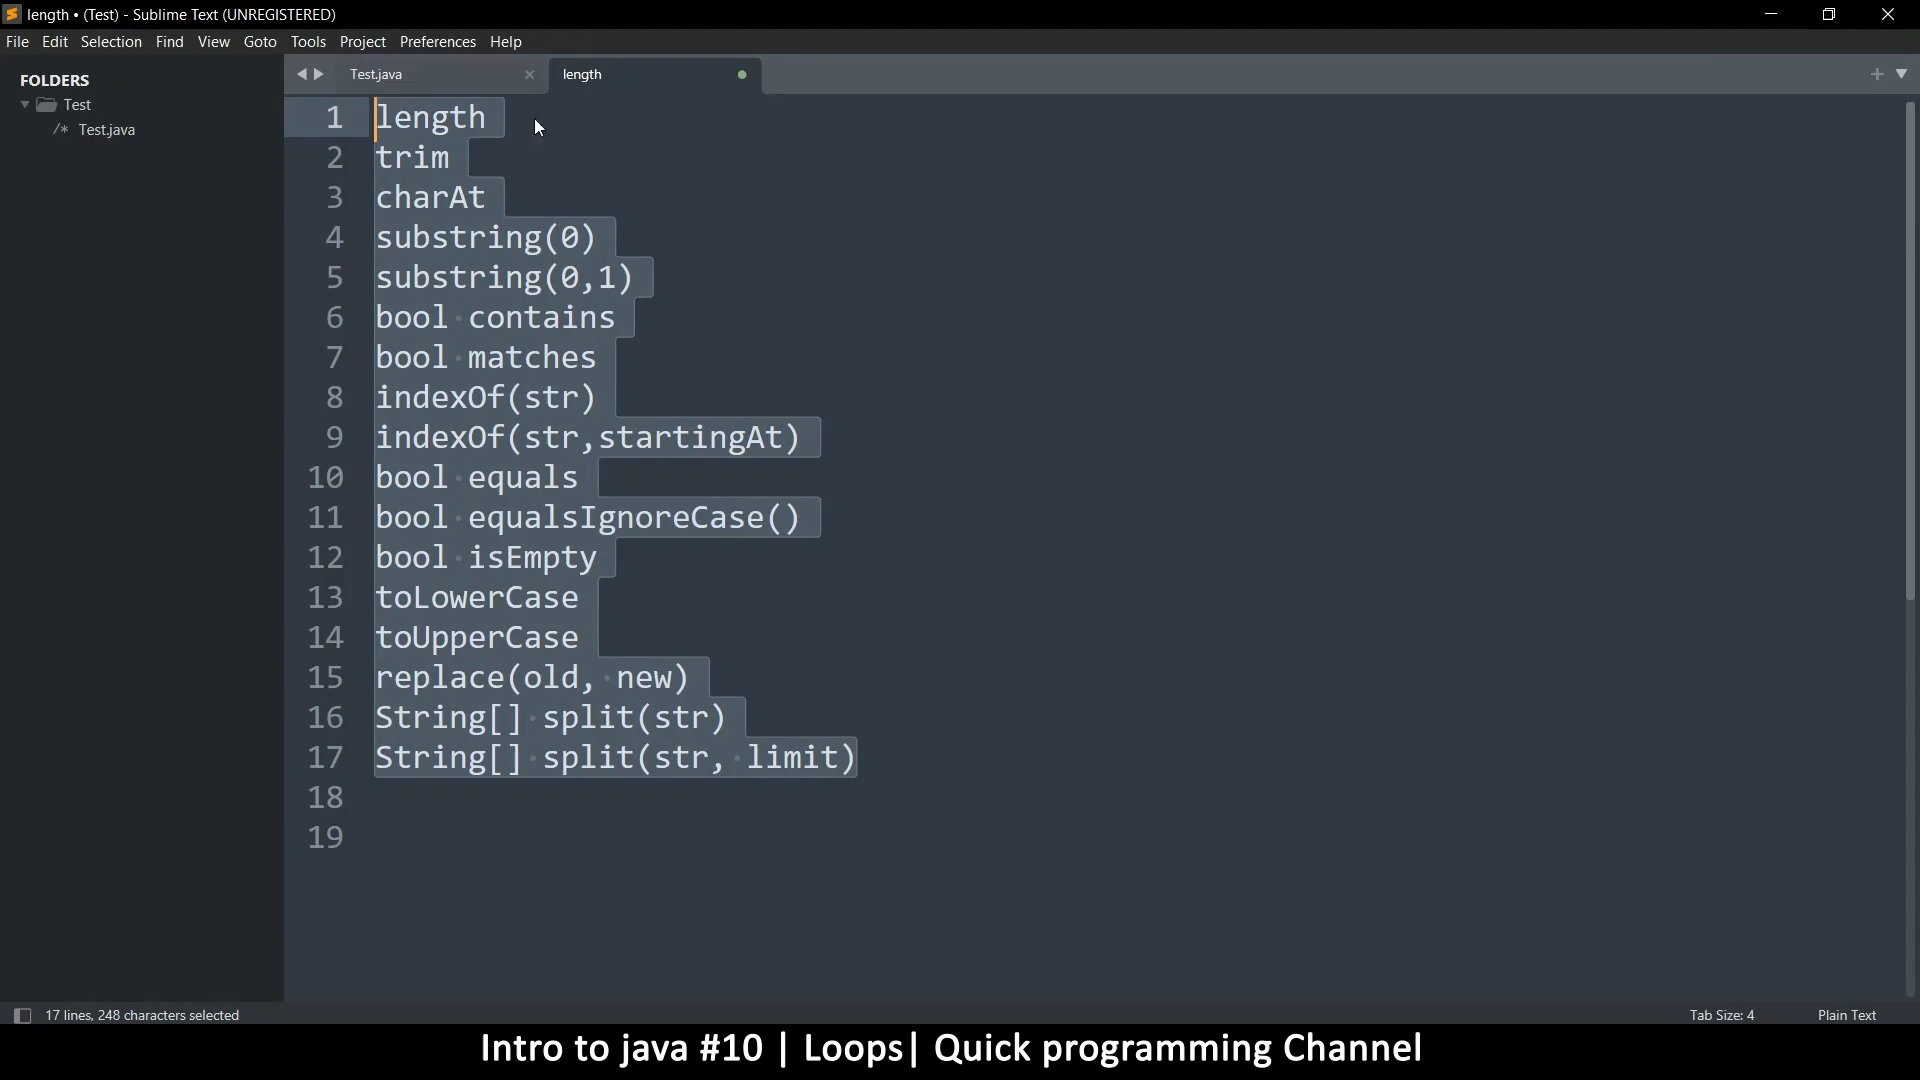 length • (Test) - Sublime Text (UNREGISTERED)
File Edit Selection Find View Goto Tools Project Preferences Help
FOLDERS
Test
/* Test.java
Test.java
length
1 length
2 trim
3 charAt
4 substring(0)
5 substring(0,1)
6 bool contains
7 bool matches
8 indexOf(str)
9 indexOf(str,startingAt)
10 bool equals
11 bool equalsIgnoreCase()
12 bool isEmpty
13 toLowerCase
14 toUpperCase
15 replace(old, new)
16 String[] split(str)
17 String[] split(str, limit)
18
19
17 lines, 248 characters selected
Tab Size: 4
Plain Text
Intro to java #10 | Loops| Quick programming Channel